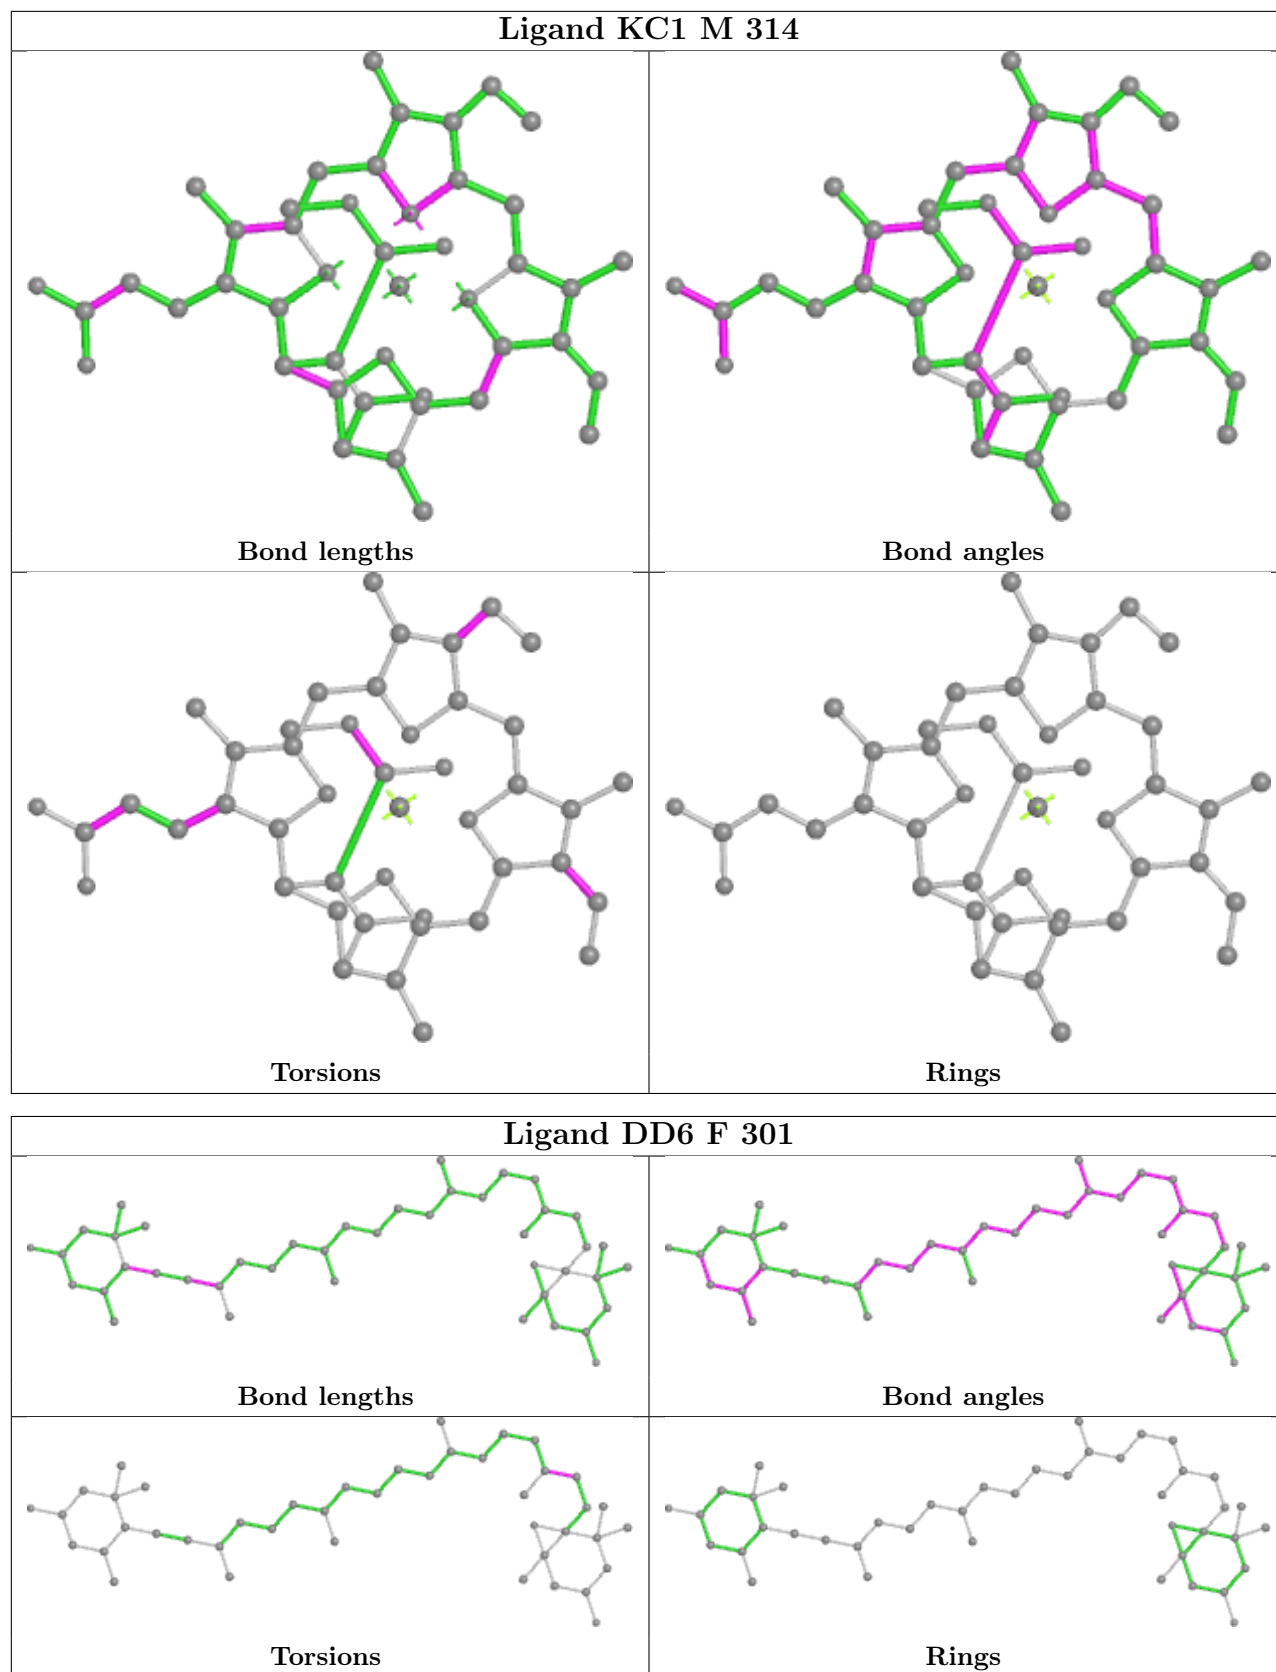 Ligand KC1 M 314
Bond lengths
Bond angles
Torsions
Rings
Ligand DD6 F 301
Bond lengths
Bond angles
Torsions
Rings